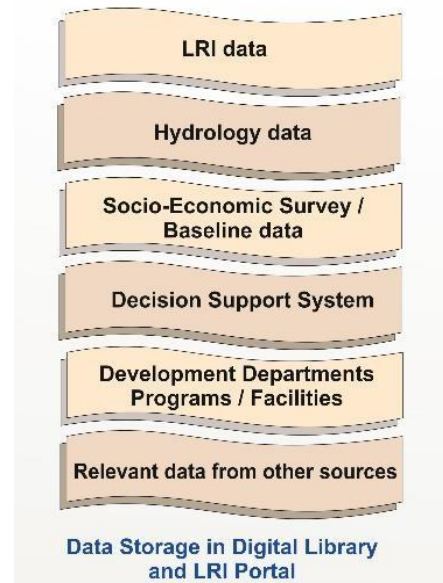 LRI data
Hydrology data
Socio-Economic Survey /
Baseline data
Decision Support System
Development Departments
Programs / Facilities
Relevant data from other sources
Data Storage in Digital Library
and LRI Portal